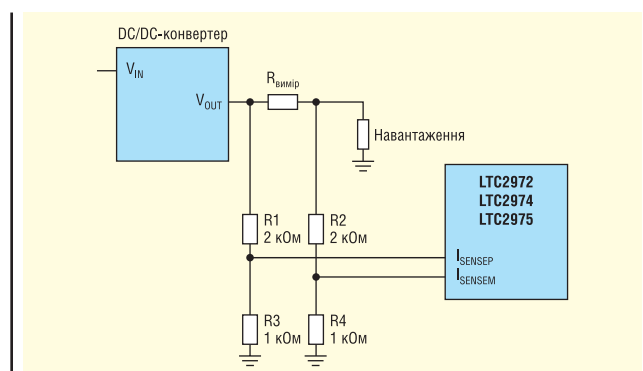 DC/DC-конвертер
VIN
VOUT
Rвимір
Навантаження
LTC2972
LTC2974
LTC2975
R1
2 кОм
R2
2 кОм
ISENSEP
ISENSEM
R3
1 кОм
R4
1 кОм